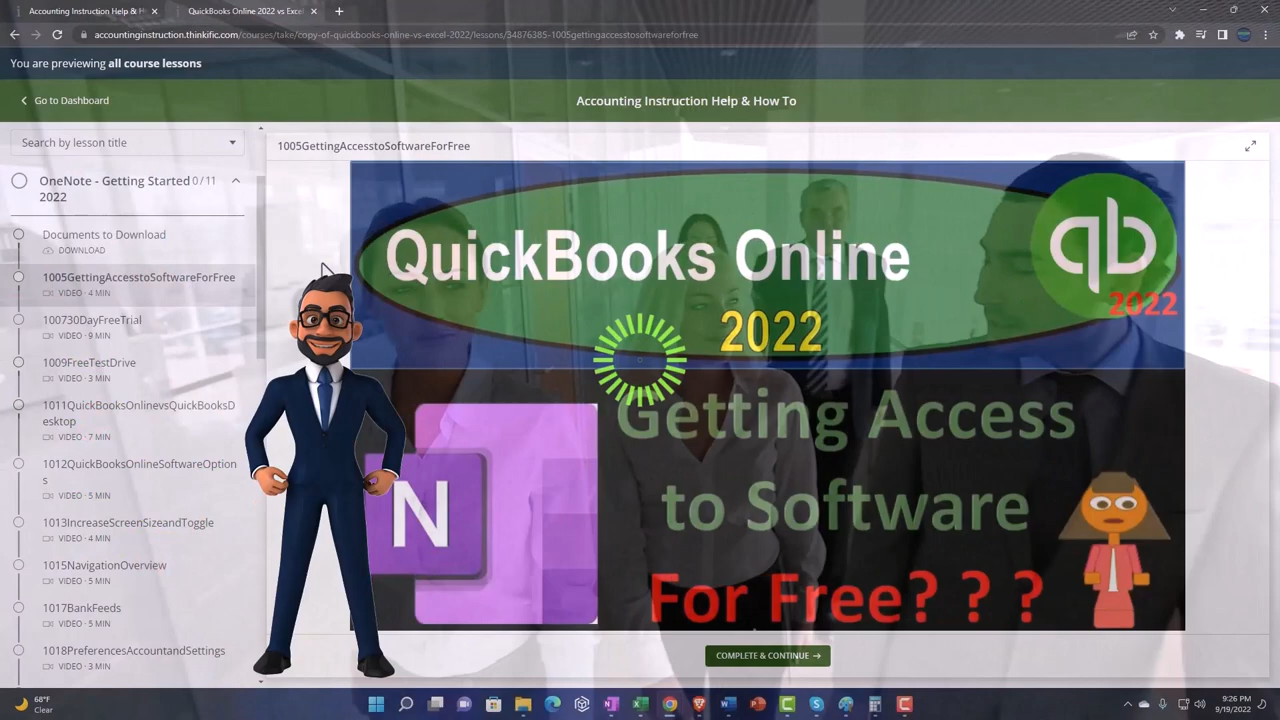 Accounting Instruction Help & H
QuickBooks Online 2022 vs Exce
accountinginstruction.thinkific.com/courses/take/copy-of-quickbooks-online-vs-excel-2022/lessons/34876385-1005gettingaccesstosoftwareforfree
You are previewing all course lessons
Go to Dashboard
Accounting Instruction Help & How To
Search by lesson title
1005GettingAccesstoSoftwareForFree
OneNote - Getting Started 0/11
2022
Documents to Download
DOWNLOAD
1005GettingAccesstoSoftwareForFree
VIDEO · 4 MIN
100730DayFreeTrial
VIDEO · 9 MIN
1009FreeTestDrive
VIDEO · 3 MIN
1011QuickBooksOnlinevsQuickBooksD
esktop
VIDEO · 7 MIN
1012QuickBooksOnlineSoftwareOption
s
VIDEO · 5 MIN
1013IncreaseScreenSizeandToggle
VIDEO · 4 MIN
1015NavigationOverview
VIDEO · 5 MIN
1017BankFeeds
VIDEO · 5 MIN
1018PreferencesAccountandSettings
VIDEO · 3 MIN
QuickBooks Online
2022
qb
2022
N
Getting Access
to Software
For Free? ? ?
COMPLETE & CONTINUE →
68°F
Clear
9:26 PM
9/19/2022